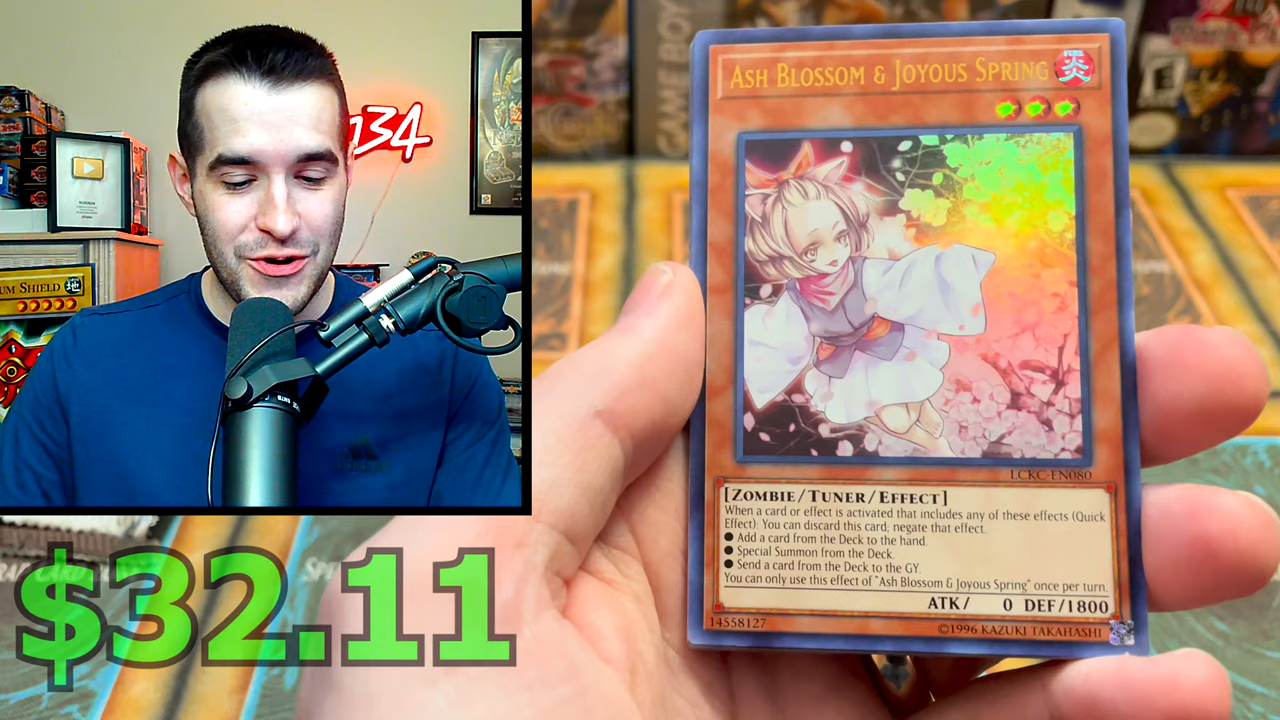 134
UM SHIELD
$32.11
GAME BOY
ASH BLOSSOM & JOYOUS SPRING
炎
LCKC-EN080
[ZOMBIE/TUNER/EFFECT]
When a card or effect is activated that includes any of these effects (Quick
Effect): You can discard this card; negate that effect.
● Add a card from the Deck to the hand.
● Special Summon from the Deck.
● Send a card from the Deck to the GY.
You can only use this effect of "Ash Blossom & Joyous Spring" once per turn.
ATK/ 0 DEF/1800
14558127
©1996 KAZUKI TAKAHASHI